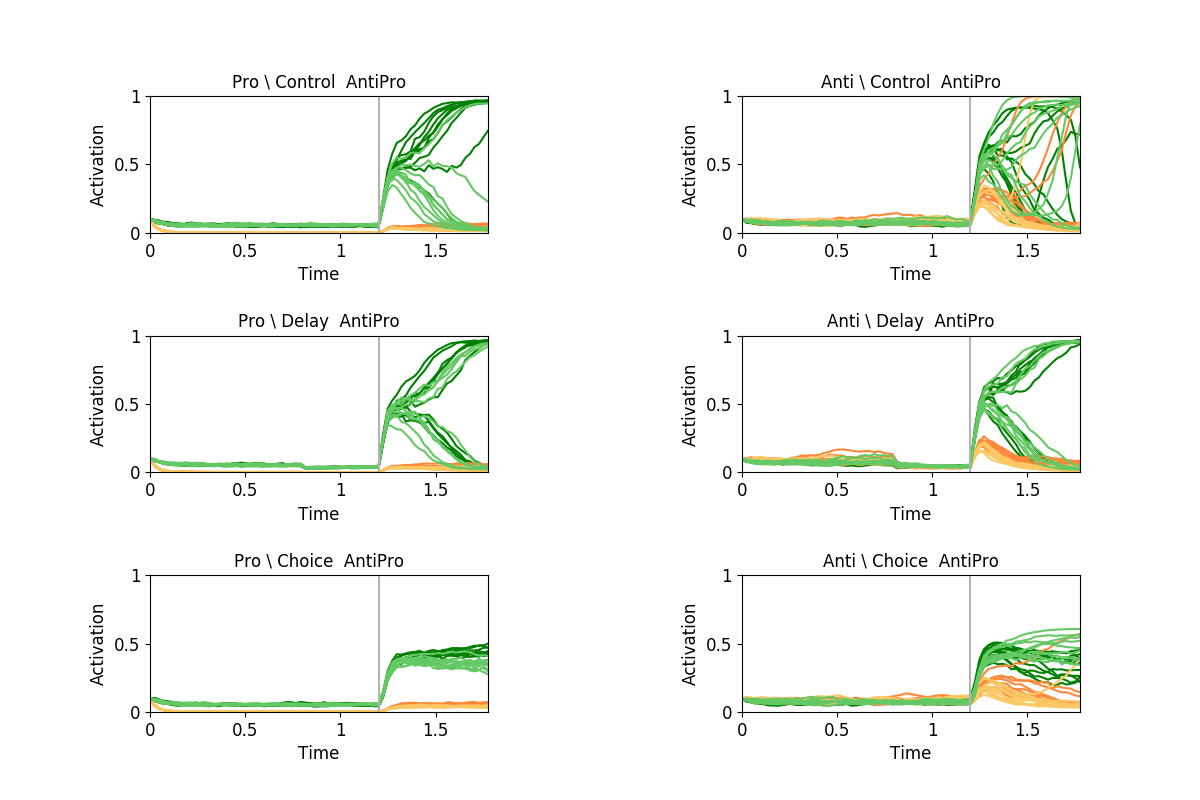 Pro \ Control  AntiPro
1
0.5
0
Activation
0 0.5 1 1.5
Time
Anti \ Control  AntiPro
1
0.5
0
Activation
0 0.5 1 1.5
Time
Pro \ Delay  AntiPro
1
0.5
0
Activation
0 0.5 1 1.5
Time
Anti \ Delay  AntiPro
1
0.5
0
Activation
0 0.5 1 1.5
Time
Pro \ Choice  AntiPro
1
0.5
0
Activation
0 0.5 1 1.5
Time
Anti \ Choice  AntiPro
1
0.5
0
Activation
0 0.5 1 1.5
Time